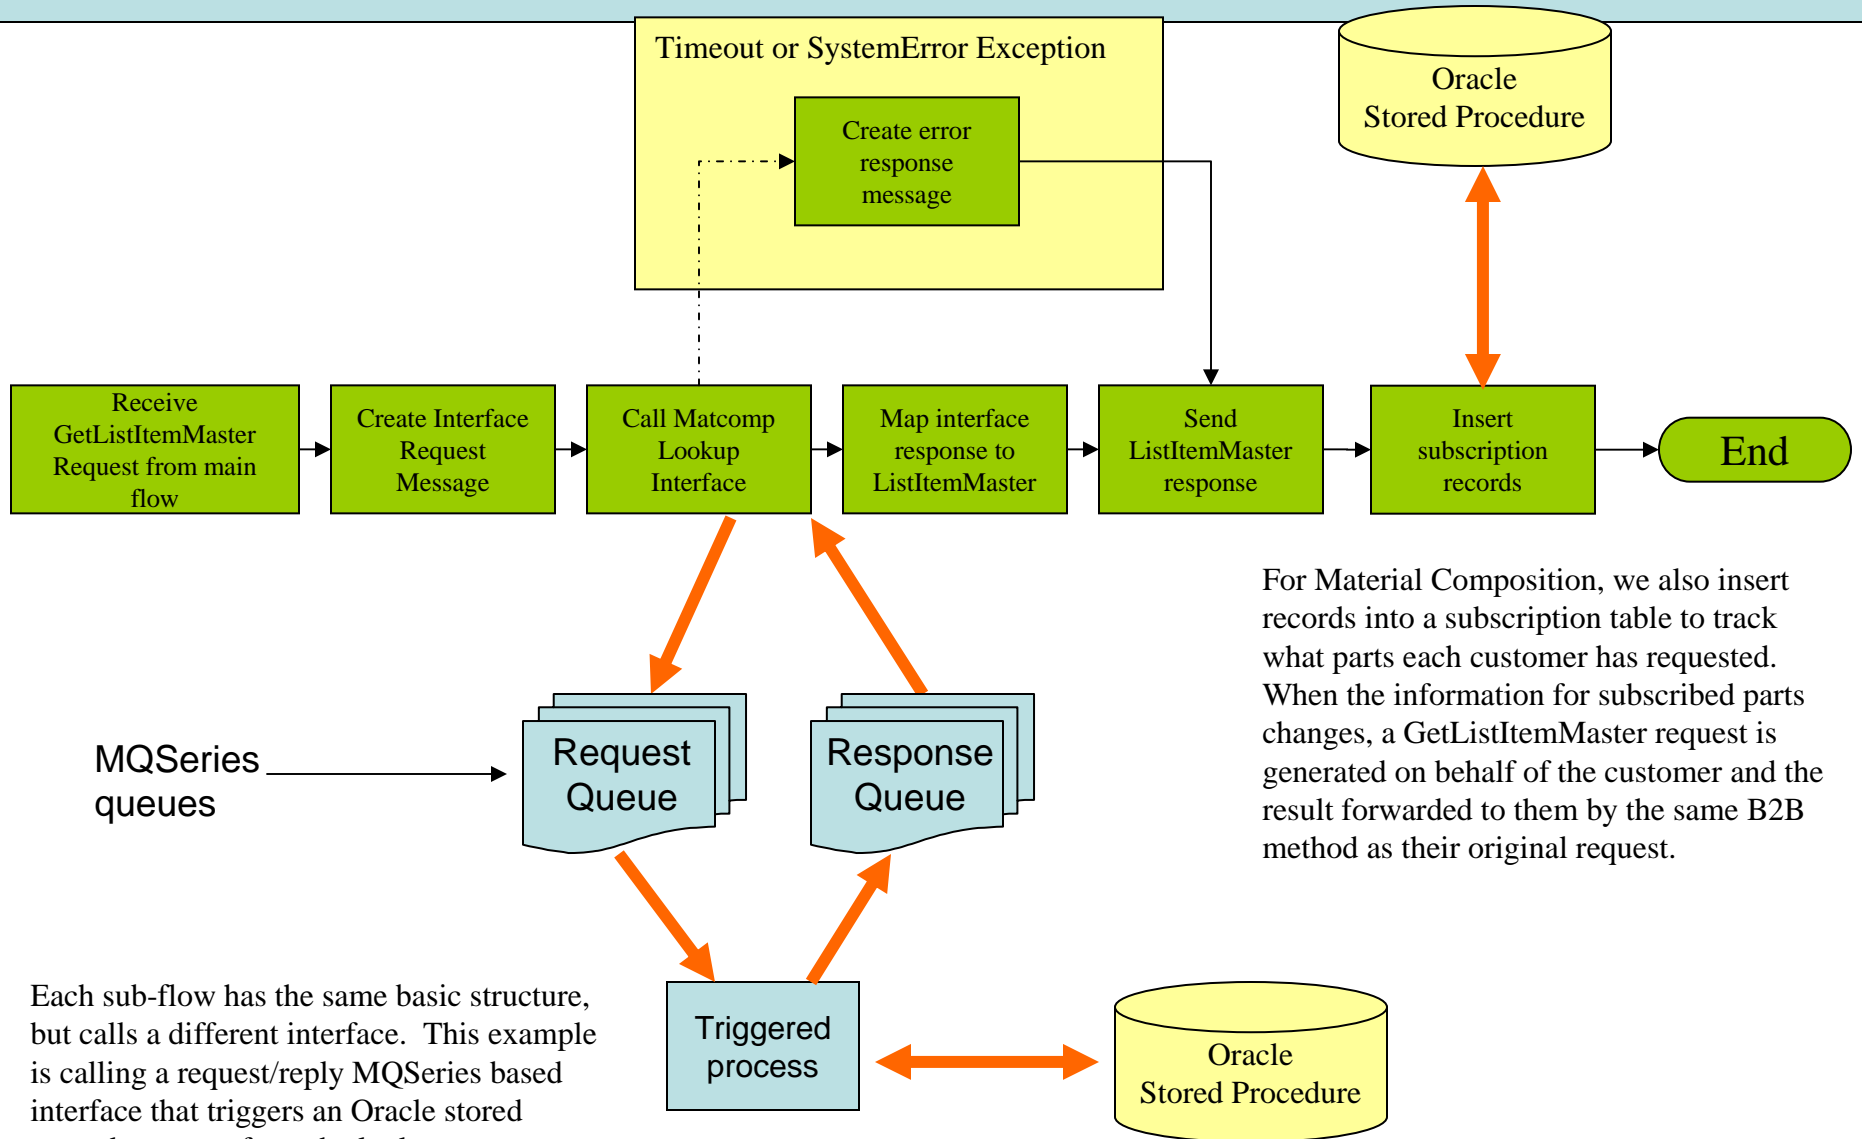 Timeout or SystemError Exception
Create error
response
message
Oracle
Stored Procedure
Receive
GetListItemMaster
Request from main
flow
Create Interface
Request
Message
Call Matcomp
Lookup
Interface
Map interface
response to
ListItemMaster
Send
ListItemMaster
response
Insert
subscription
records
End
For Material Composition, we also insert
records into a subscription table to track
what parts each customer has requested.
When the information for subscribed parts
changes, a GetListItemMaster request is
generated on behalf of the customer and the
result forwarded to them by the same B2B
method as their original request.
MQSeries
queues
Request
Queue
Response
Queue
Each sub-flow has the same basic structure,
but calls a different interface.  This example
is calling a request/reply MQSeries based
interface that triggers an Oracle stored
Triggered
process
Oracle
Stored Procedure